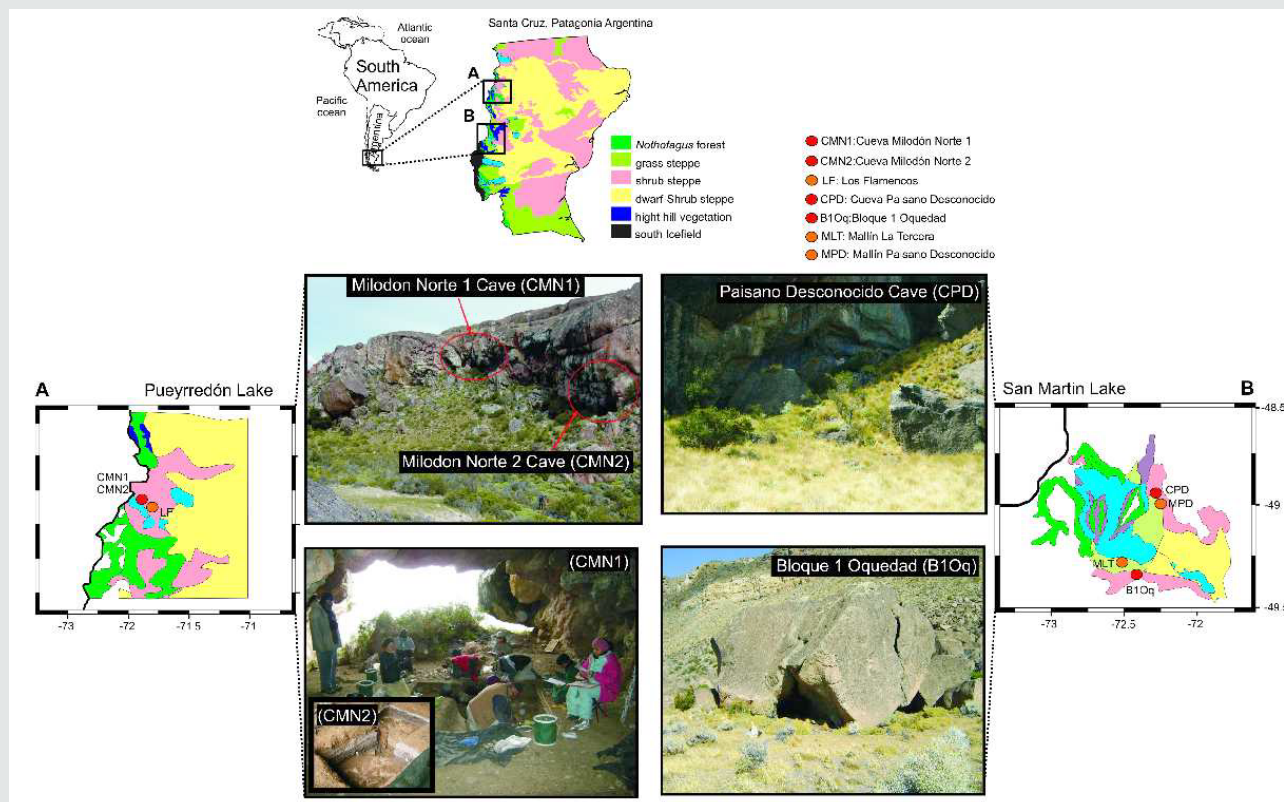 Santa Cruz, Patagonia Argentina
Atlantic
ocean
South
America
Pacific
ocean
Argentina
A
B
Nothofagus forest
grass steppe
shrub steppe
dwarf Shrub steppe
hight hill vegetation
south Icefield
CMN1:Cueva Milodón Norte 1
CMN2:Cueva Milodón Norte 2
LF: Los Flamencos
CPD: Cueva Paisano Desconocido
B1Oq:Bloque 1 Oquedad
MLT: Mallín La Tercera
MPD: Mallín Paisano Desconocido
Milodon Norte 1 Cave (CMN1)
Milodon Norte 2 Cave (CMN2)
Paisano Desconocido Cave (CPD)
A
Pueyrredón Lake
CMN1
CMN2
LF
-73
-72
-71.5
-71
(CMN1)
(CMN2)
Bloque 1 Oquedad (B1Oq)
San Martin Lake
B
-48.5
CPD
MPD
-49
MLT
B1Oq
-49.5
-73
-72.5
-72